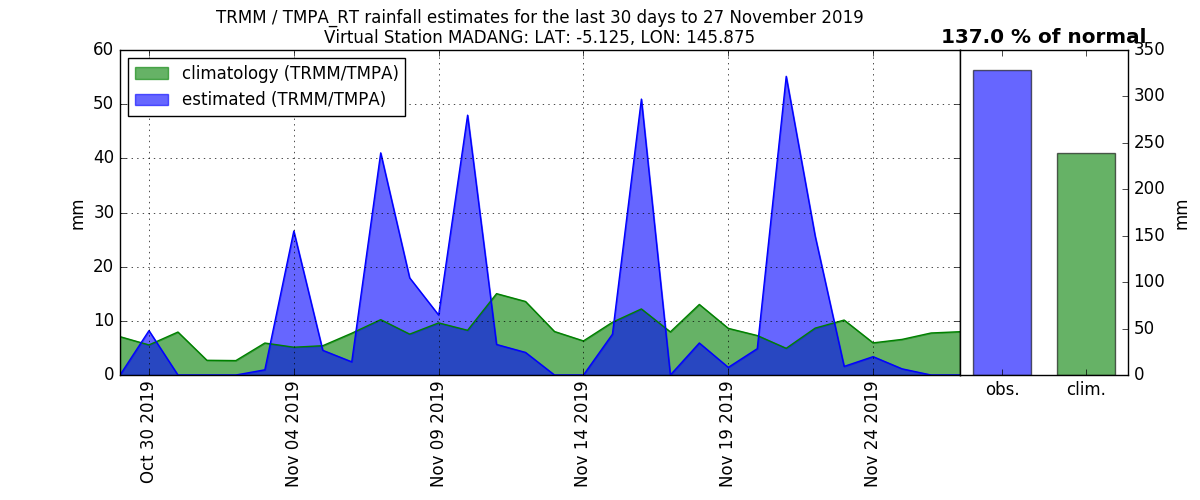 TRMM / TMPA_RT rainfall estimates for the last 30 days to 27 November 2019
Virtual Station MADANG: LAT: -5.125, LON: 145.875
137.0 % of normal
climatology (TRMM/TMPA)
estimated (TRMM/TMPA)
mm
60
50
40
30
20
10
0
Oct 30 2019
Nov 04 2019
Nov 09 2019
Nov 14 2019
Nov 19 2019
Nov 24 2019
350
300
250
200
150
100
50
0
mm
obs.
clim.